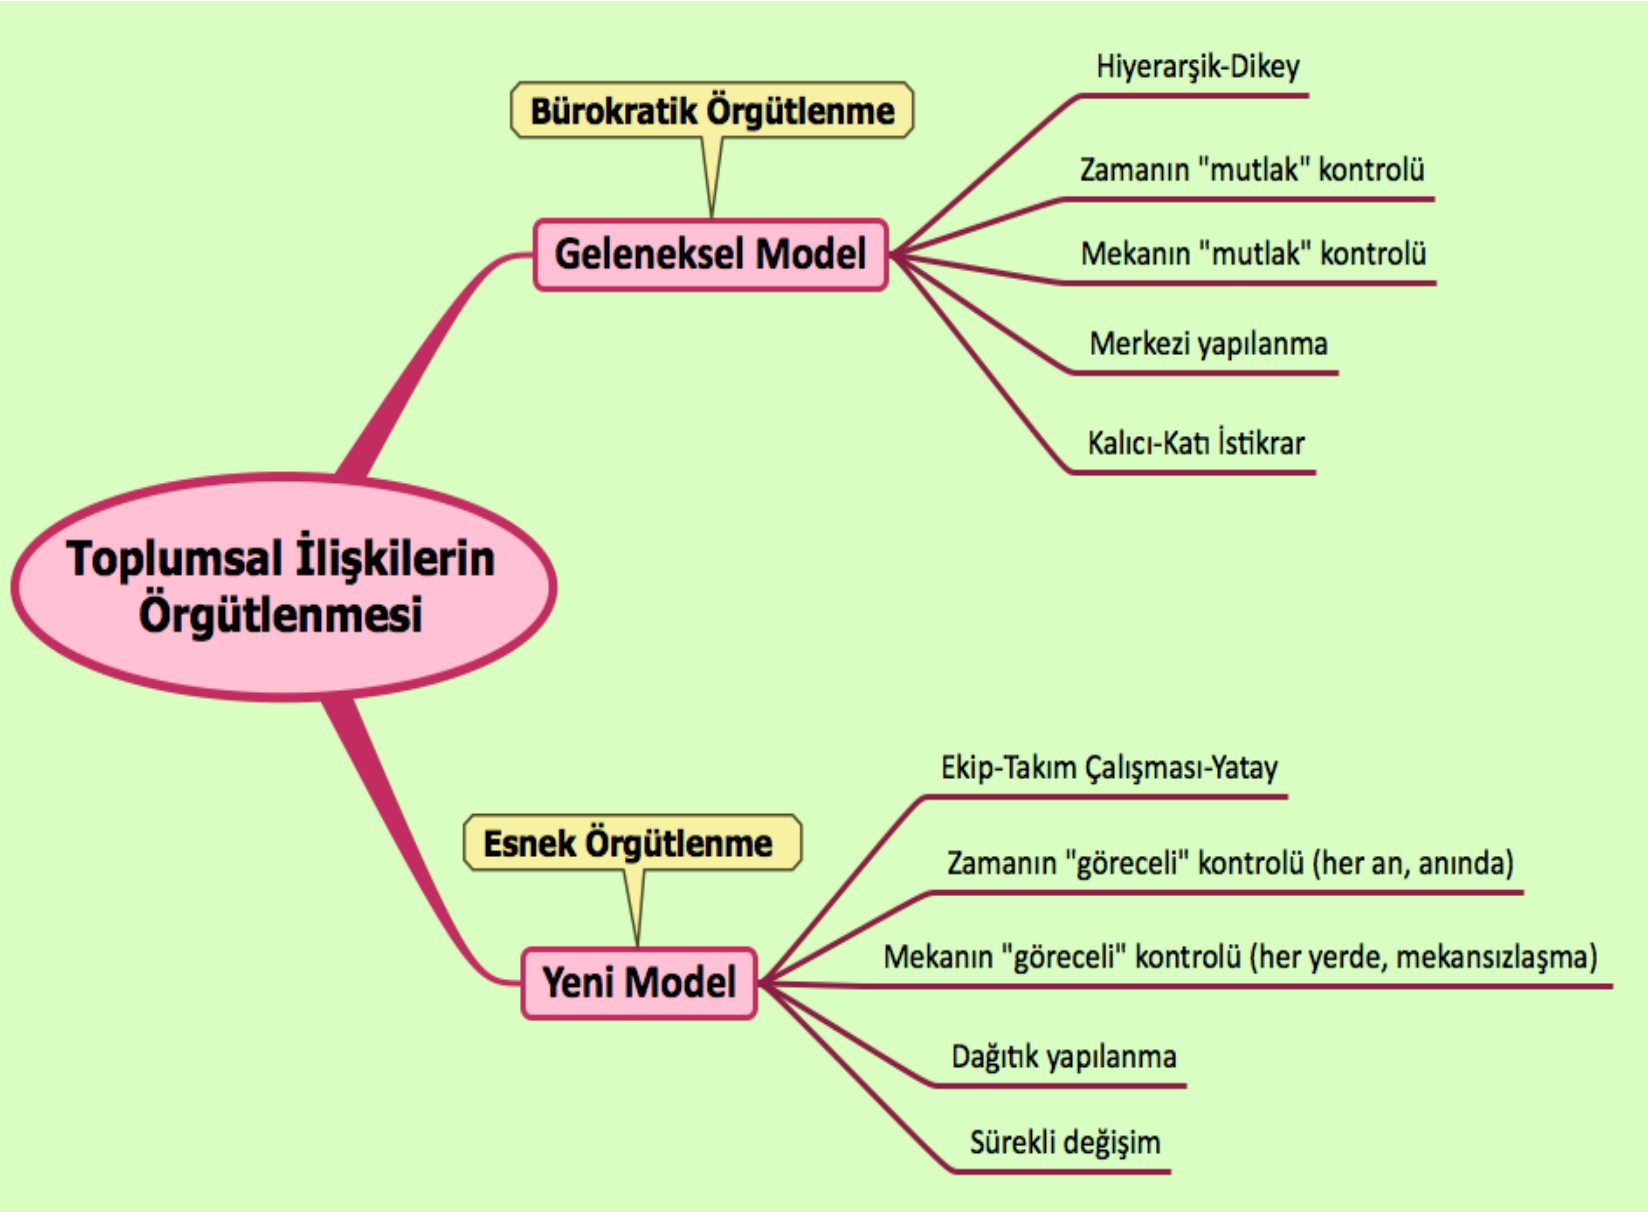 Bürokratik Örgütlenme
Geleneksel Model
Hiyerarşik-Dikey
Zamanın "mutlak" kontrolü
Mekanın "mutlak" kontrolü
Merkezi yapılanma
Kalıcı-Katı İstikrar
Toplumsal İlişkilerin
Örgütlenmesi
Esnek Örgütlenme
Yeni Model
Ekip-Takım Çalışması-Yatay
Zamanın "göreceli" kontrolü (her an, anında)
Mekanın "göreceli" kontrolü (her yerde, mekansızlaşma)
Dağıtık yapılanma
Sürekli değişim